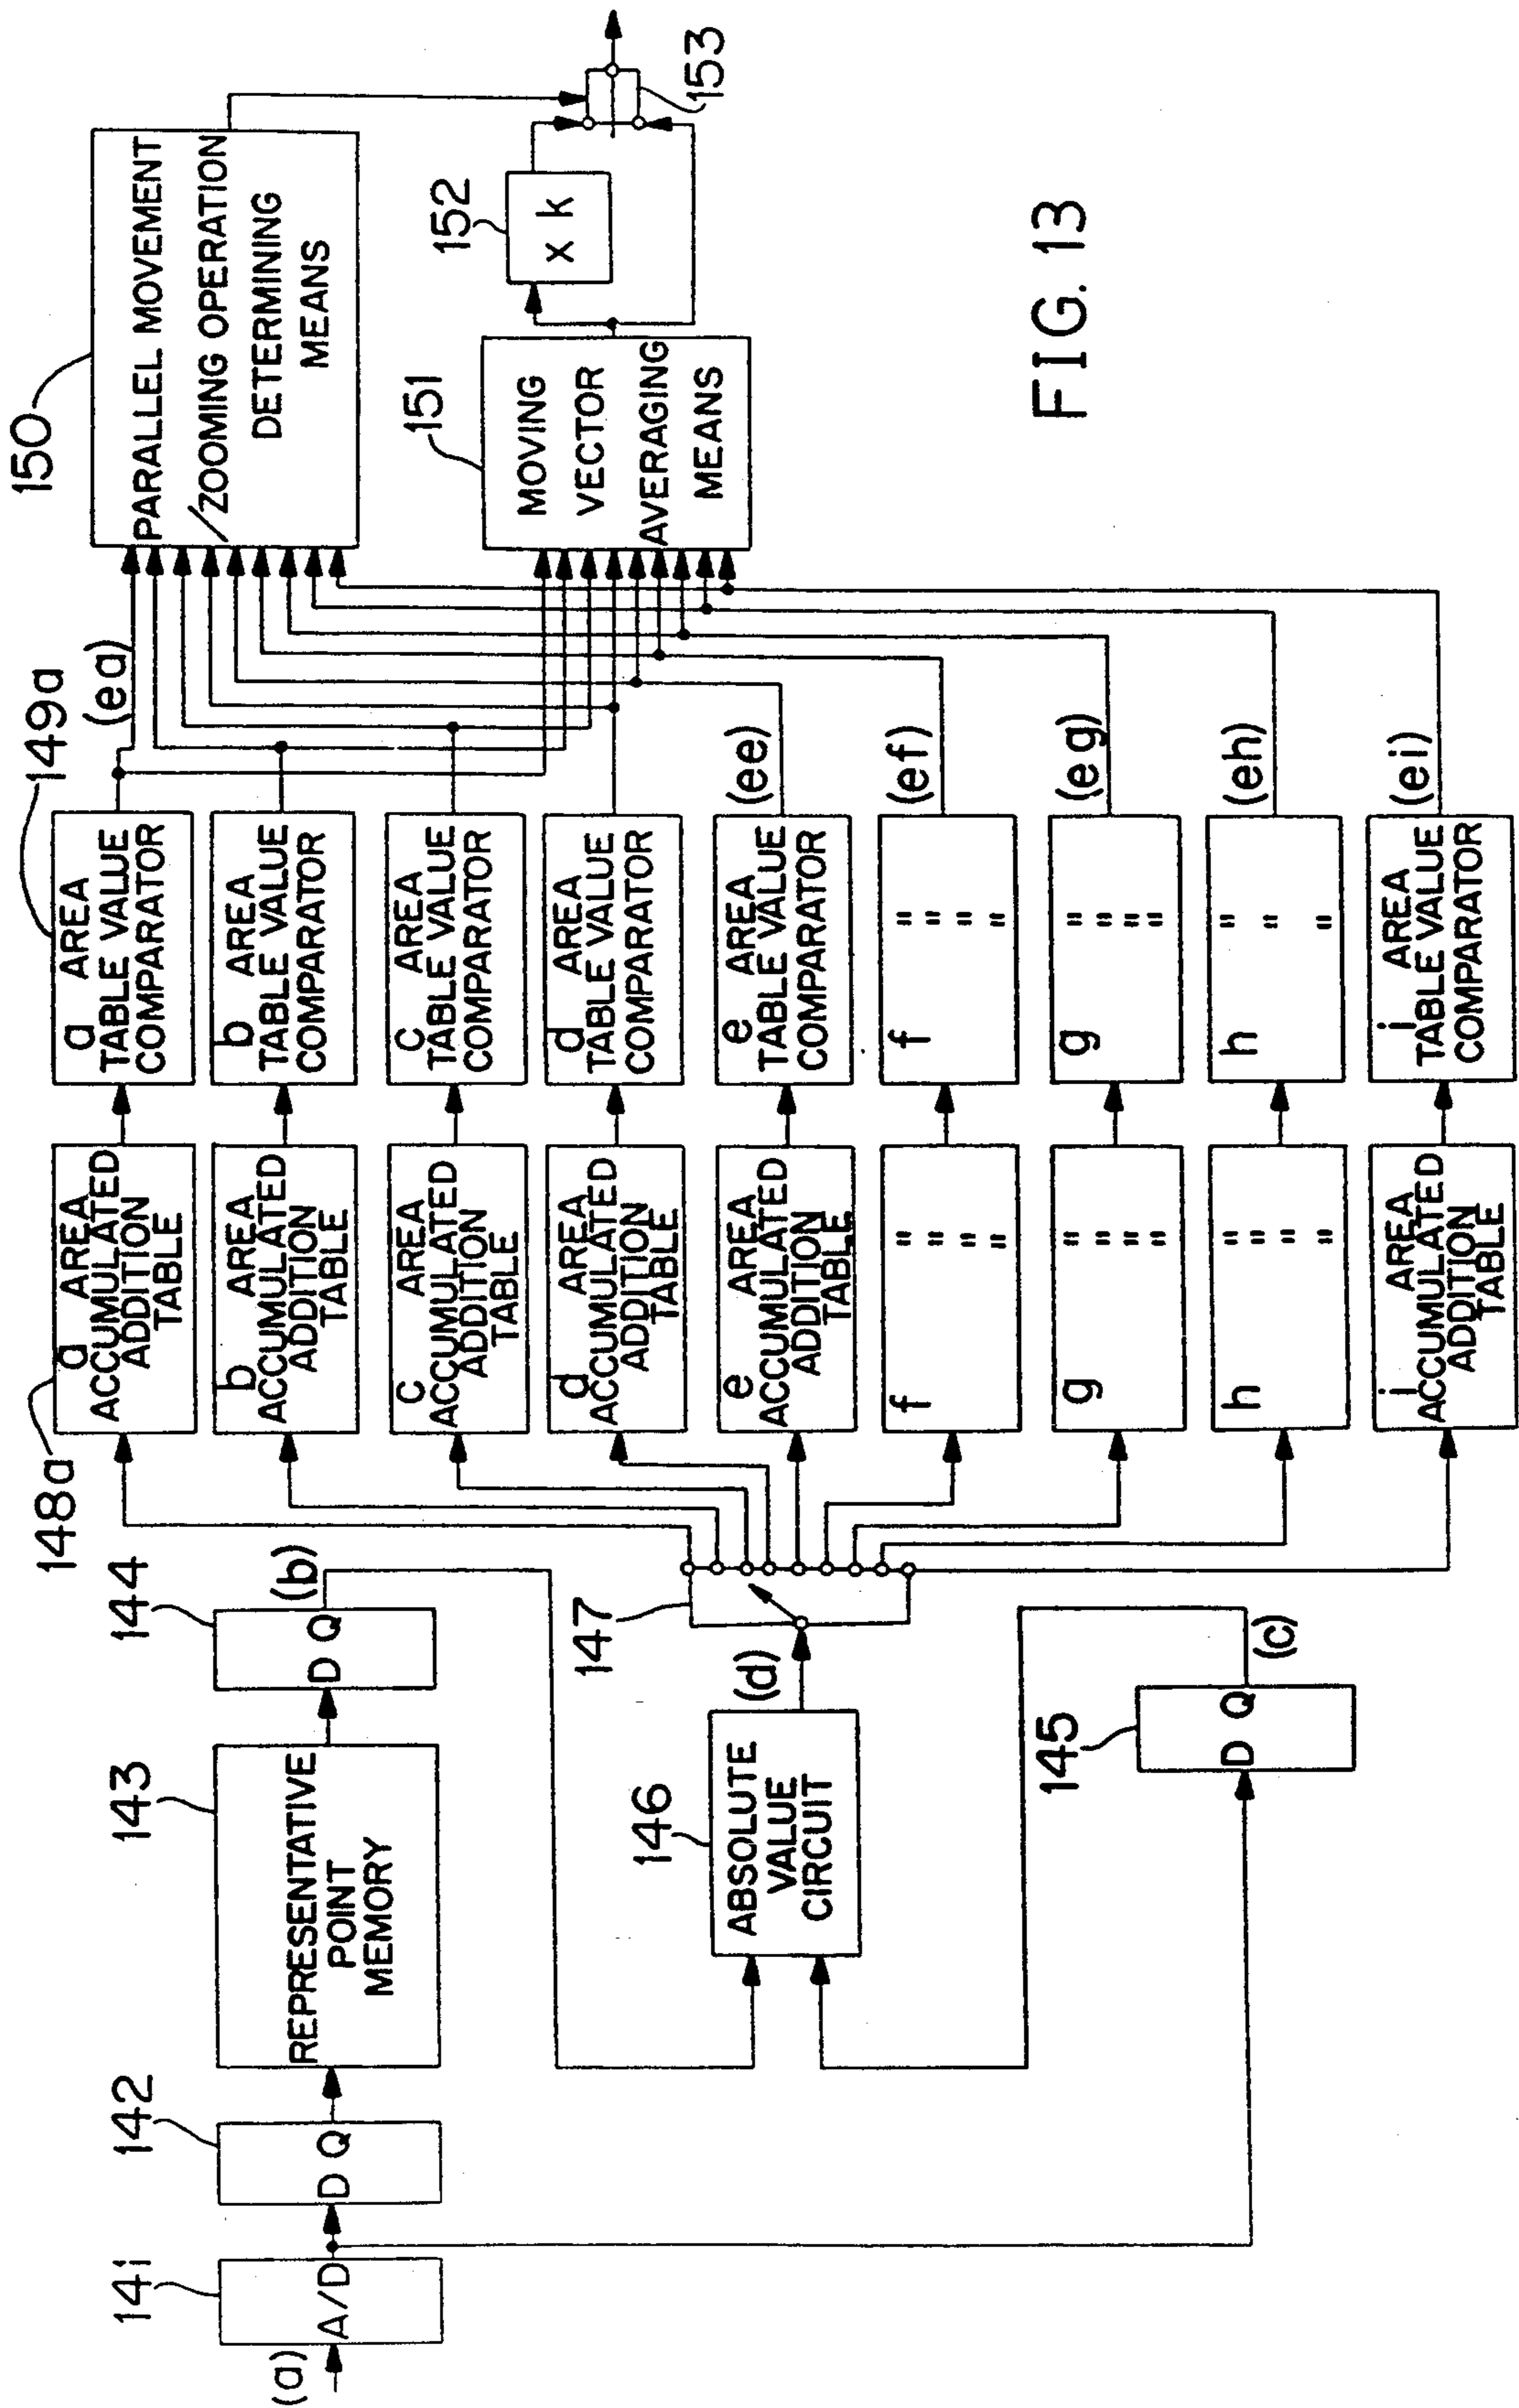 (a)
141
A/D
142
D Q
143
REPRESENTATIVE
POINT
MEMORY
144
D Q
(b)
145
D Q
(c)
146
ABSOLUTE
VALUE
CIRCUIT
(d)
147
148a
a AREA
ACCUMULATED
ADDITION
TABLE
b AREA
ACCUMULATED
ADDITION
TABLE
c AREA
ACCUMULATED
ADDITION
TABLE
d AREA
ACCUMULATED
ADDITION
TABLE
e AREA
ACCUMULATED
ADDITION
TABLE
f " " " "
g " " " "
h " " " "
i AREA
ACCUMULATED
ADDITION
TABLE
149a
a AREA
TABLE VALUE
COMPARATOR
b AREA
TABLE VALUE
COMPARATOR
c AREA
TABLE VALUE
COMPARATOR
d AREA
TABLE VALUE
COMPARATOR
e AREA
TABLE VALUE
COMPARATOR
f " " " "
g " " " "
h " " "
i AREA
TABLE VALUE
COMPARATOR
(ea)
(ee)
(ef)
(eg)
(eh)
(ei)
150
PARALLEL MOVEMENT
/ZOOMING OPERATION
DETERMINING
MEANS
151
MOVING
VECTOR
AVERAGING
MEANS
152
x k
153
FIG. 13